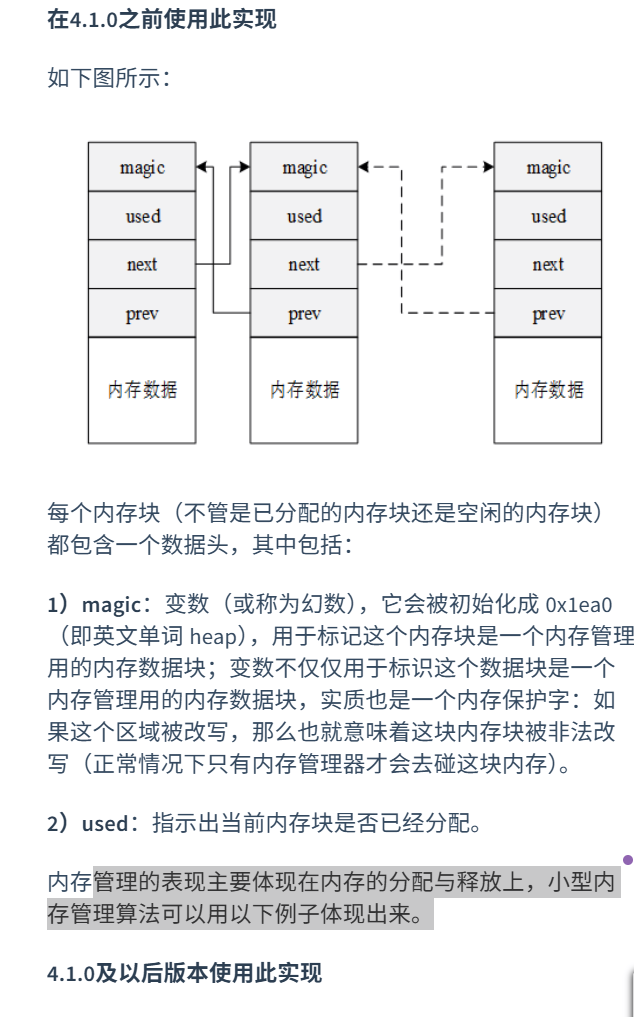 在4.1.0之前使用此实现
如下图所示：
magic magic magic
used used used
next next next
prev prev prev
内存数据 内存数据 内存数据
每个内存块（不管是已分配的内存块还是空闲的内存块）
都包含一个数据头，其中包括：
1）magic：变数（或称为幻数），它会被初始化成 0x1ea0
（即英文单词 heap），用于标记这个内存块是一个内存管理
用的内存数据块；变数不仅仅用于标识这个数据块是一个
内存管理用的内存数据块，实质也是一个内存保护字：如
果这个区域被改写，那么也就意味着这块内存块被非法改
写（正常情况下只有内存管理器才会去碰这块内存）。
2）used：指示出当前内存块是否已经分配。
内存管理的表现主要体现在内存的分配与释放上，小型内
存管理算法可以用以下例子体现出来。
4.1.0及以后版本使用此实现